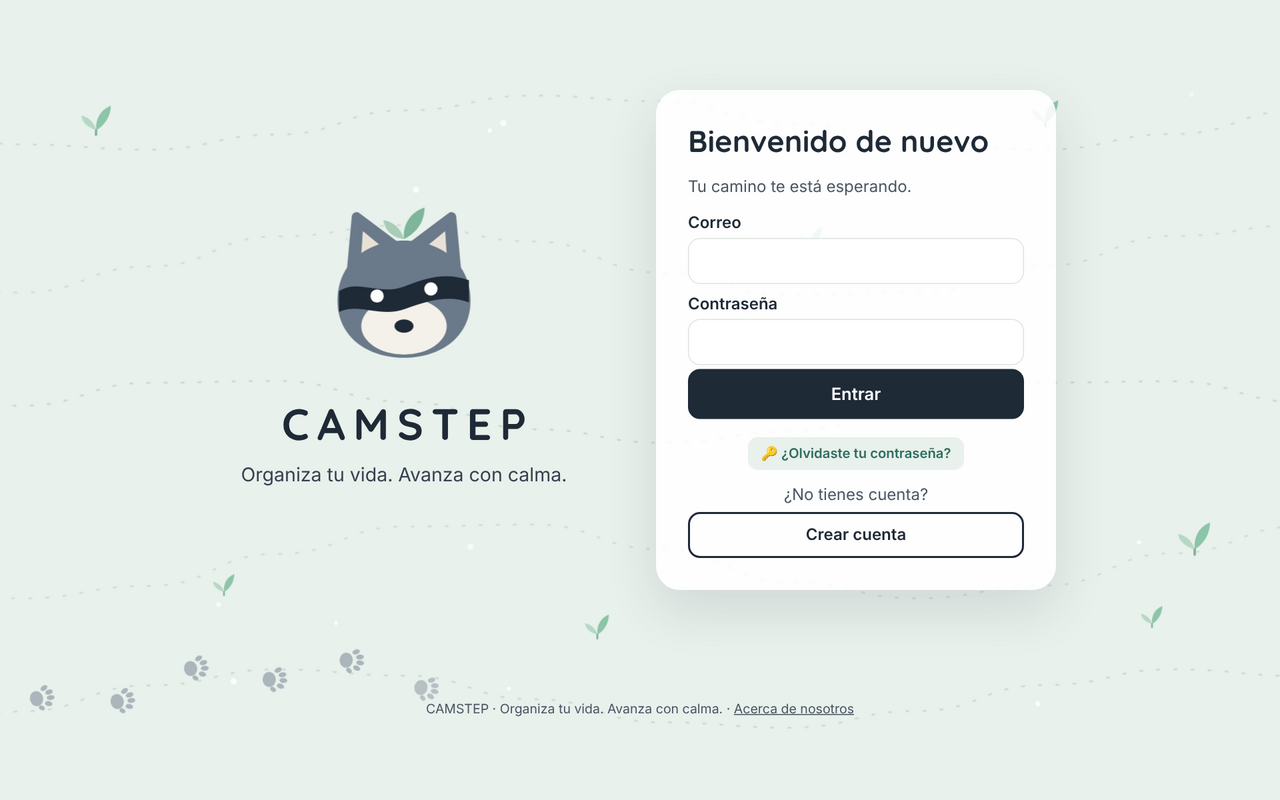 CAMSTEP
Organiza tu vida. Avanza con calma.
Bienvenido de nuevo
Tu camino te está esperando.
Correo
Contraseña
Entrar
🔑 ¿Olvidaste tu contraseña?
¿No tienes cuenta?
Crear cuenta
CAMSTEP · Organiza tu vida. Avanza con calma. · Acerca de nosotros